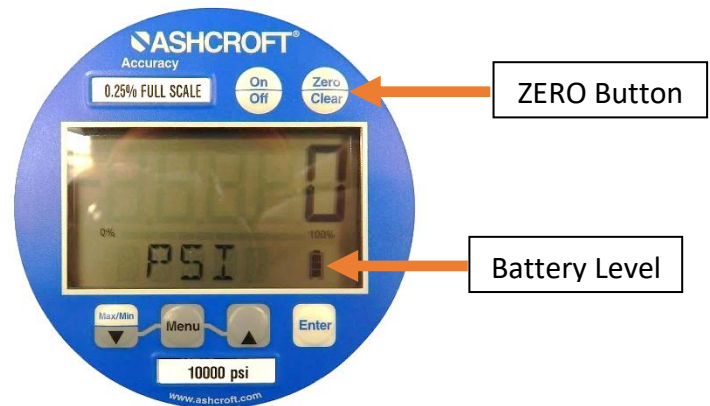 ASHCROFT®
Accuracy
0.25% FULL SCALE
On
Off
Zero
Clear
ZERO Button
0
0%
100%
PSI
Battery Level
Max/Min
Menu
Enter
10000 psi
www.ashcroft.com